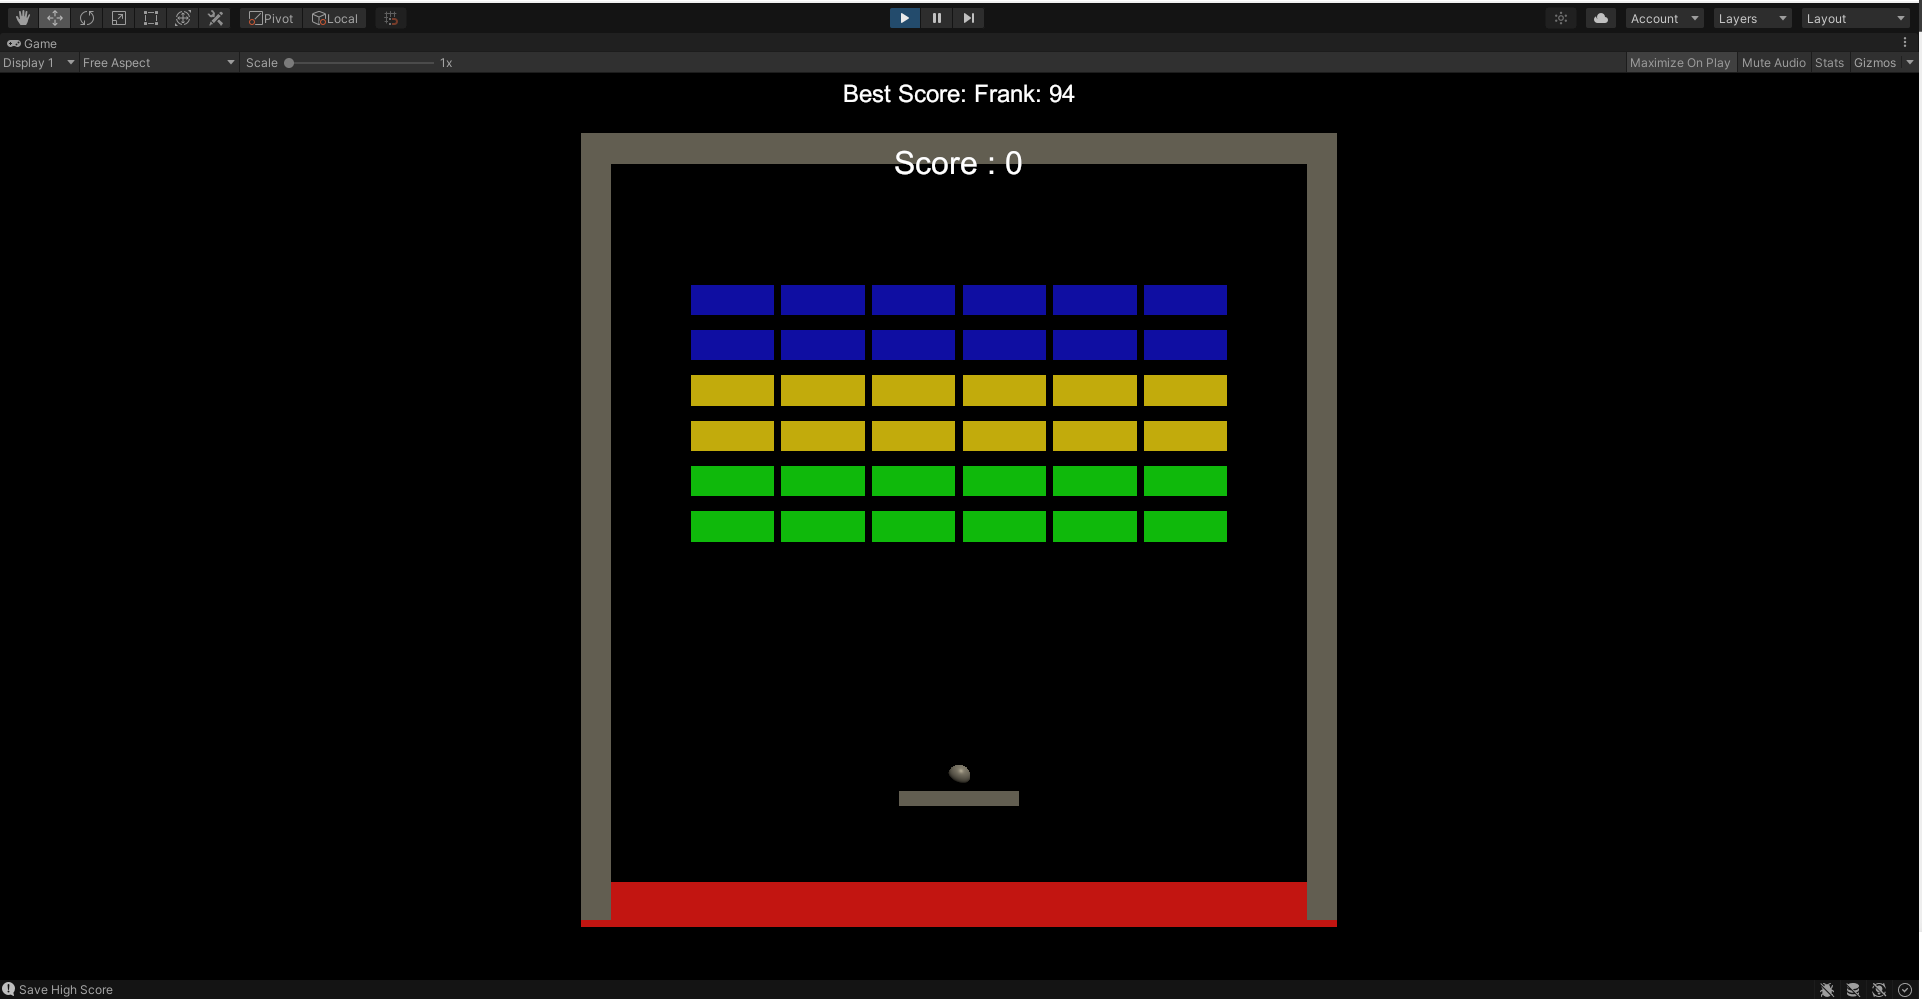 Pivot Local Account Layers Layout
Game
Display 1 Free Aspect Scale 1x Maximize On Play Mute Audio Stats Gizmos
Best Score: Frank: 94
Score : 0
Save High Score